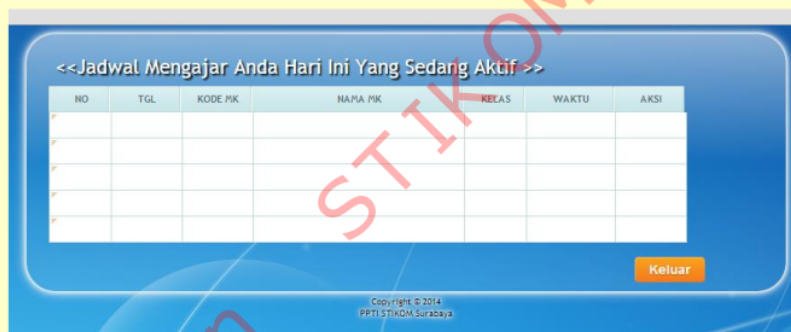 <<Jadwal Mengajar Anda Hari Ini Yang Sedang Aktif >>
NO TGL KODE MK NAMA MK KELAS WAKTU AKSI
Keluar
Copyright © 2014
PPTI STIKOM Surabaya
STIKOM